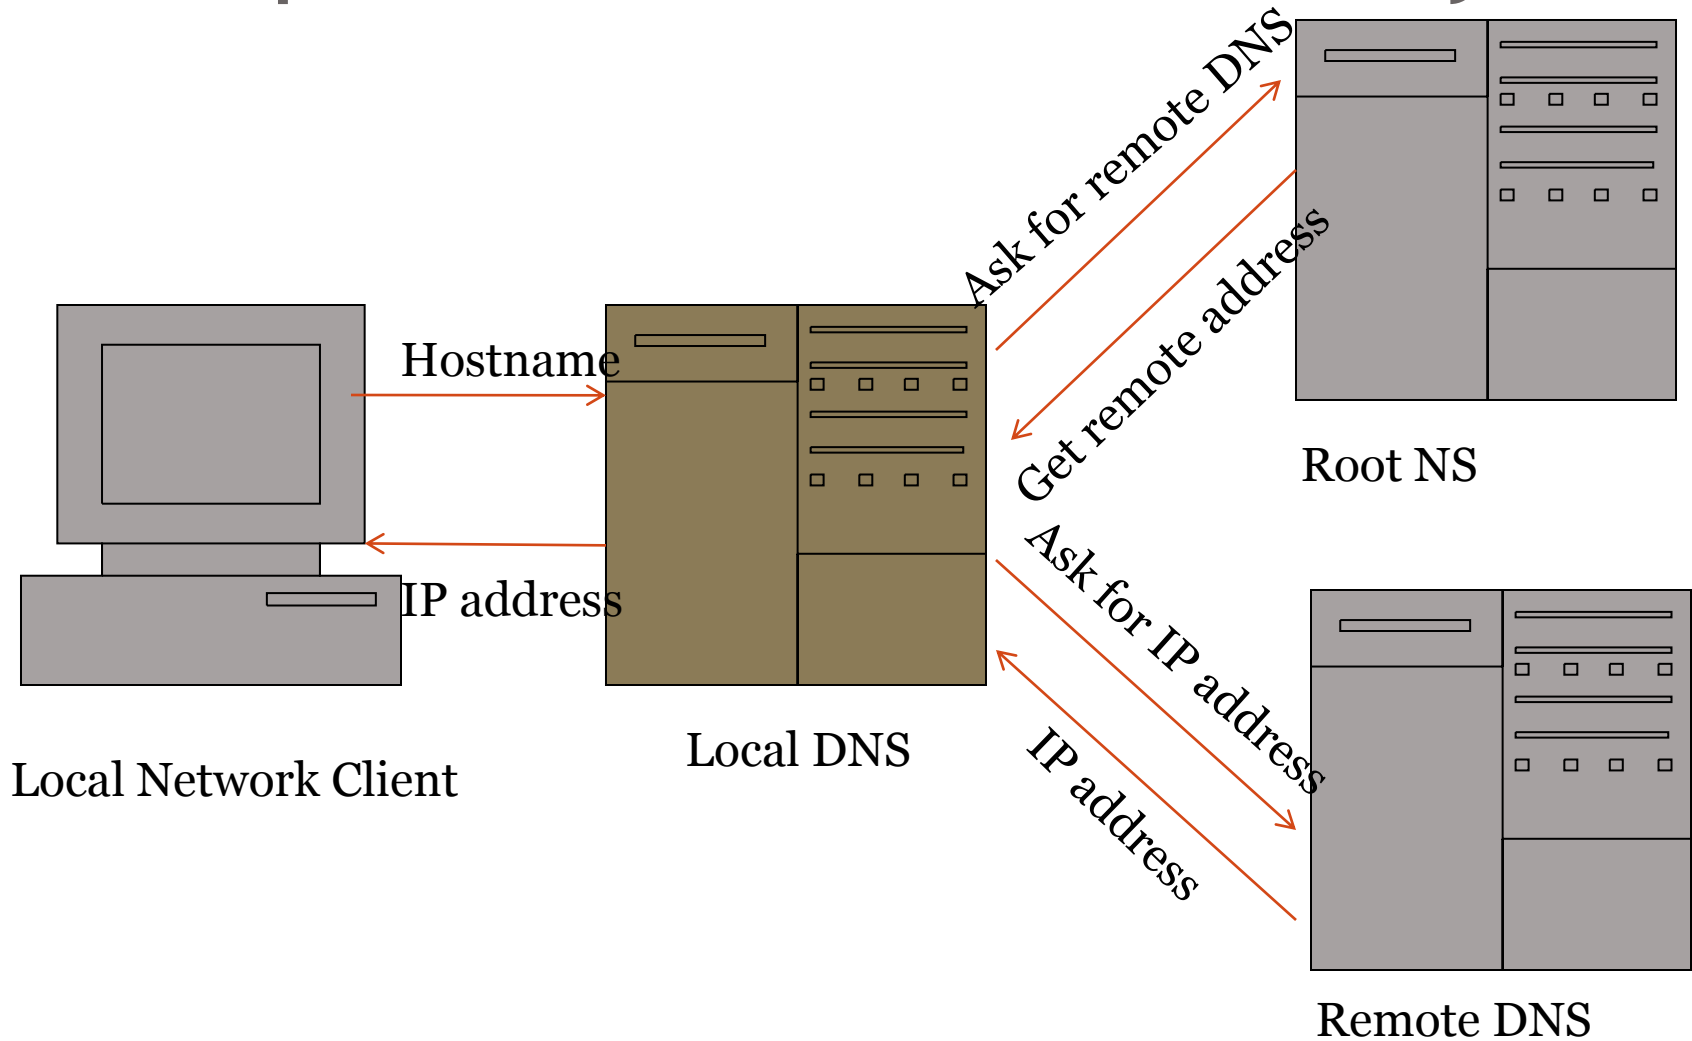 Ask for remote DNS
Hostname
Get remote address
Root NS
Ask for IP address
IP address
IP address
Local DNS
Local Network Client
Remote DNS